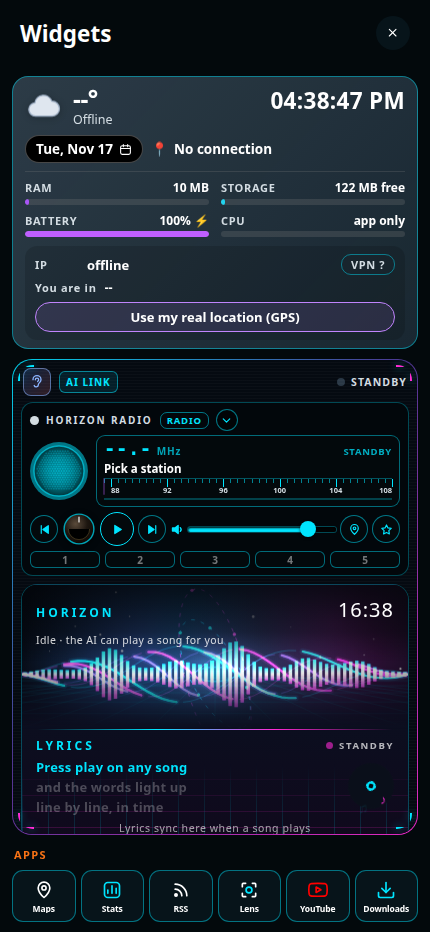 Widgets
--°
Offline
04:38:47 PM
Tue, Nov 17
No connection
RAM 10 MB
STORAGE 122 MB free
BATTERY 100% ⚡
CPU app only
IP offline
VPN ?
You are in --
Use my real location (GPS)
AI LINK
STANDBY
HORIZON RADIO
RADIO
--.- MHz
STANDBY
Pick a station
88 92 96 100 104 108
1 2 3 4 5
HORIZON
16:38
Idle · the AI can play a song for you
LYRICS
STANDBY
Press play on any song
and the words light up
line by line, in time
Lyrics sync here when a song plays
APPS
Maps
Stats
RSS
Lens
YouTube
Downloads